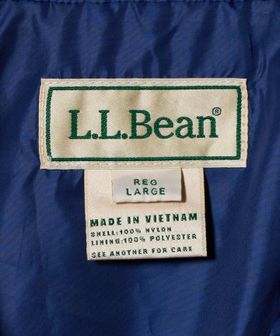 L.L.Bean®
REG
LARGE
MADE IN VIETNAM
SHELL:100% NYLON
LINING:100% POLYESTER
SEE ANOTHER FOR CARE